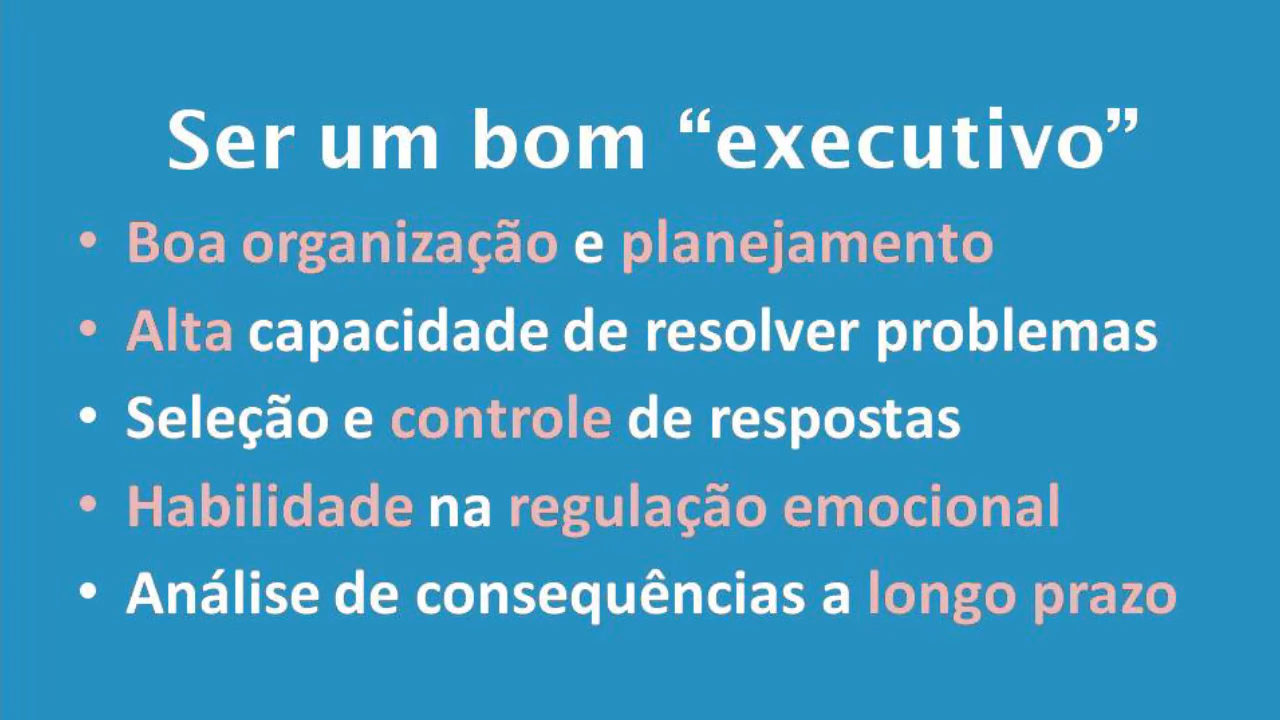 Ser um bom “executivo”
• Boa organização e planejamento
• Alta capacidade de resolver problemas
• Seleção e controle de respostas
• Habilidade na regulação emocional
• Análise de consequências a longo prazo